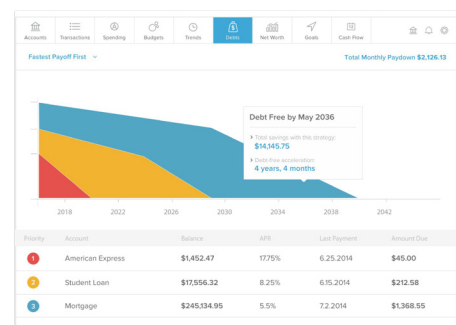 Accounts Transactions Spending Budgets Trends Debts Net Worth Goals Cash Flow
Fastest Payoff First Total Monthly Paydown $2,126.13
Debt Free by May 2036
Total savings with this strategy:
$14,145.75
Debt-free acceleration:
4 years, 4 months
2018 2022 2026 2030 2034 2038 2042
Priority Account Balance APR Last Payment Amount Due
1 American Express $1,452.47 17.75% 6.25.2014 $45.00
2 Student Loan $17,556.32 8.25% 6.15.2014 $212.58
3 Mortgage $245,134.95 5.5% 7.2.2014 $1,368.55